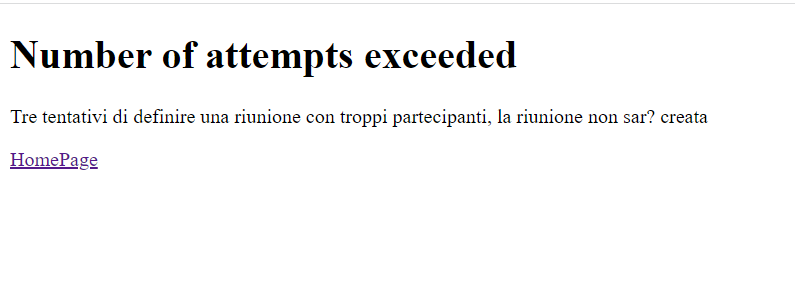 Number of attempts exceeded
Tre tentativi di definire una riunione con troppi partecipanti, la riunione non sar? creata
HomePage